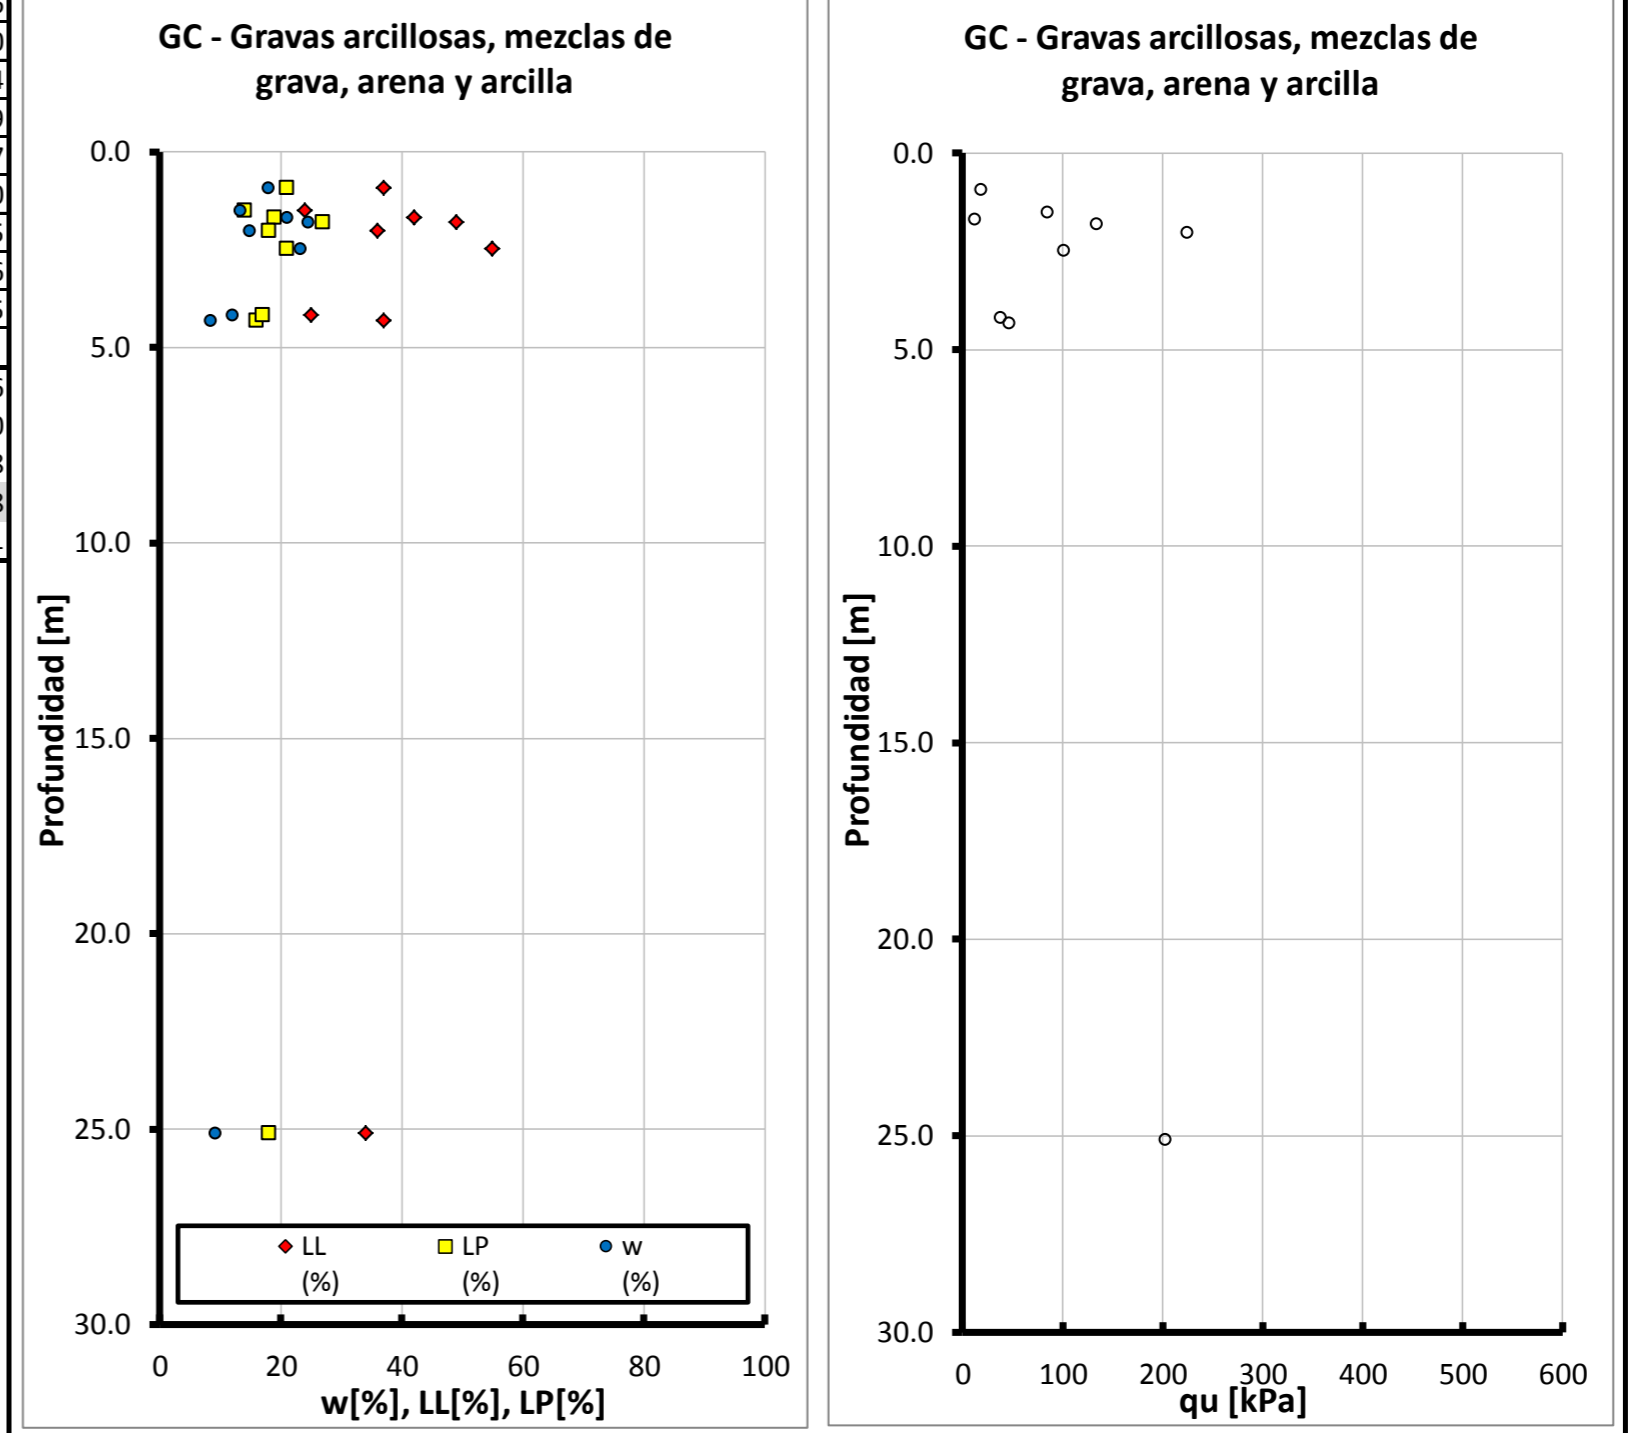 GC - Gravas arcillosas, mezclas de
grava, arena y arcilla
0.0
5.0
10.0
15.0
20.0
25.0
30.0
Profundidad [m]
LL
(%)
LP
(%)
w
(%)
0 20 40 60 80 100
w[%], LL[%], LP[%]
GC - Gravas arcillosas, mezclas de
grava, arena y arcilla
0.0
5.0
10.0
15.0
20.0
25.0
30.0
Profundidad [m]
0 100 200 300 400 500 600
qu [kPa]